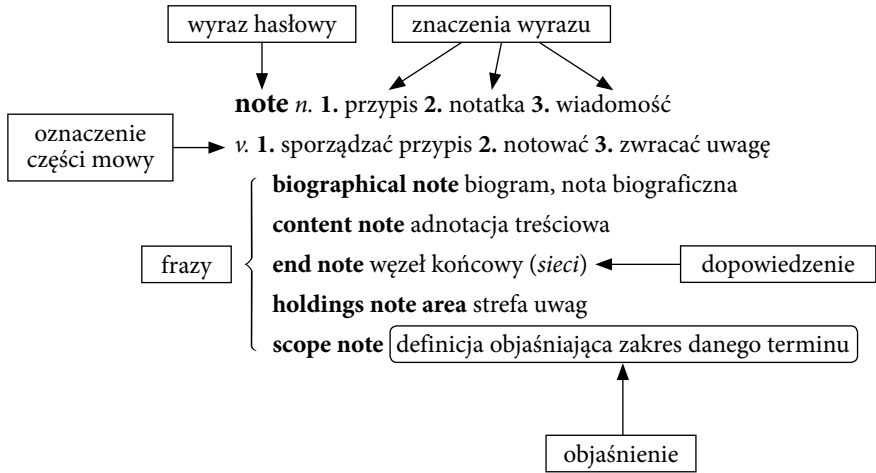 wyraz hasłowy
znaczenia wyrazu
note n. 1. przypis 2. notatka 3. wiadomość
oznaczenie
części mowy
v. 1. sporządzać przypis 2. notować 3. zwracać uwagę
biographical note biogram, nota biograficzna
content note adnotacja treściowa
frazy
end note węzeł końcowy (sieci)
dopowiedzenie
holdings note area strefa uwag
scope note definicja objaśniająca zakres danego terminu
objaśnienie